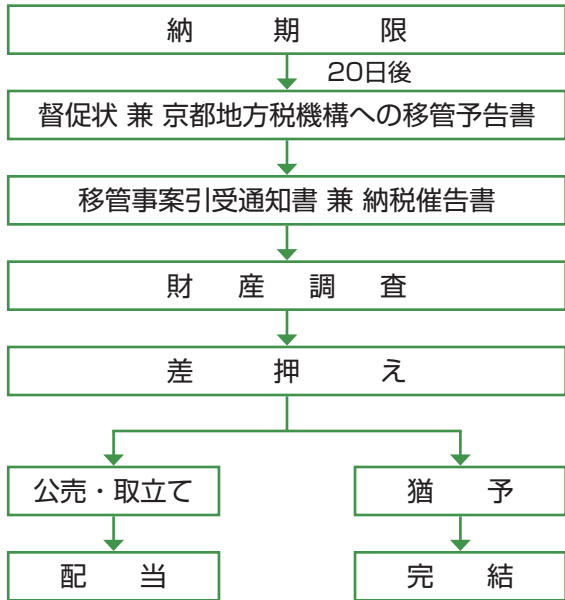 納期限
20日後
督促状 兼 京都地方税機構への移管予告書
移管事案引受通知書 兼 納税催告書
財産調査
差押え
公売・取立て
猶予
配当
完結